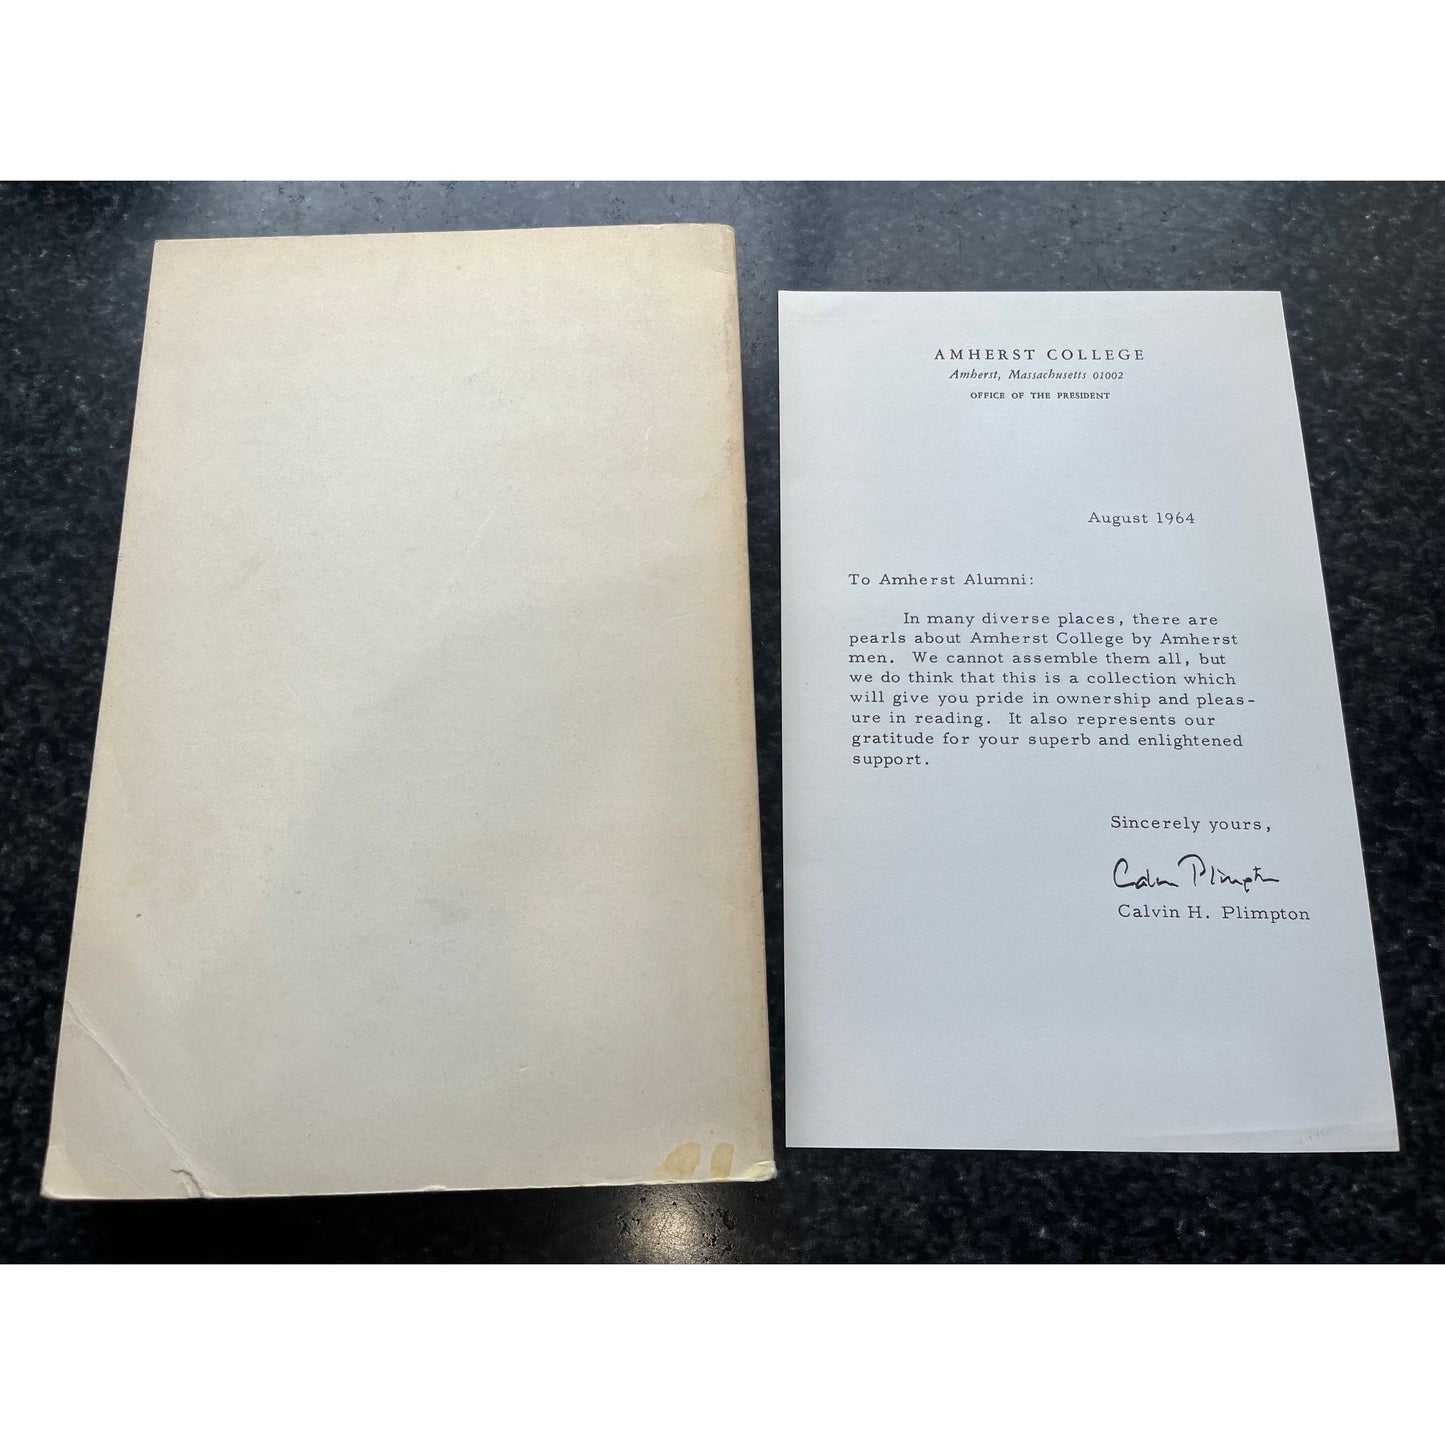 AMHERST COLLEGE
Amherst, Massachusetts 01002
OFFICE OF THE PRESIDENT
August 1964
To Amherst Alumni:
In many diverse places, there are
pearls about Amherst College by Amherst
men. We cannot assemble them all, but
we do think that this is a collection which
will give you pride in ownership and pleas-
ure in reading. It also represents our
gratitude for your superb and enlightened
support.
Sincerely yours,
Calvin Plimpton
Calvin H. Plimpton